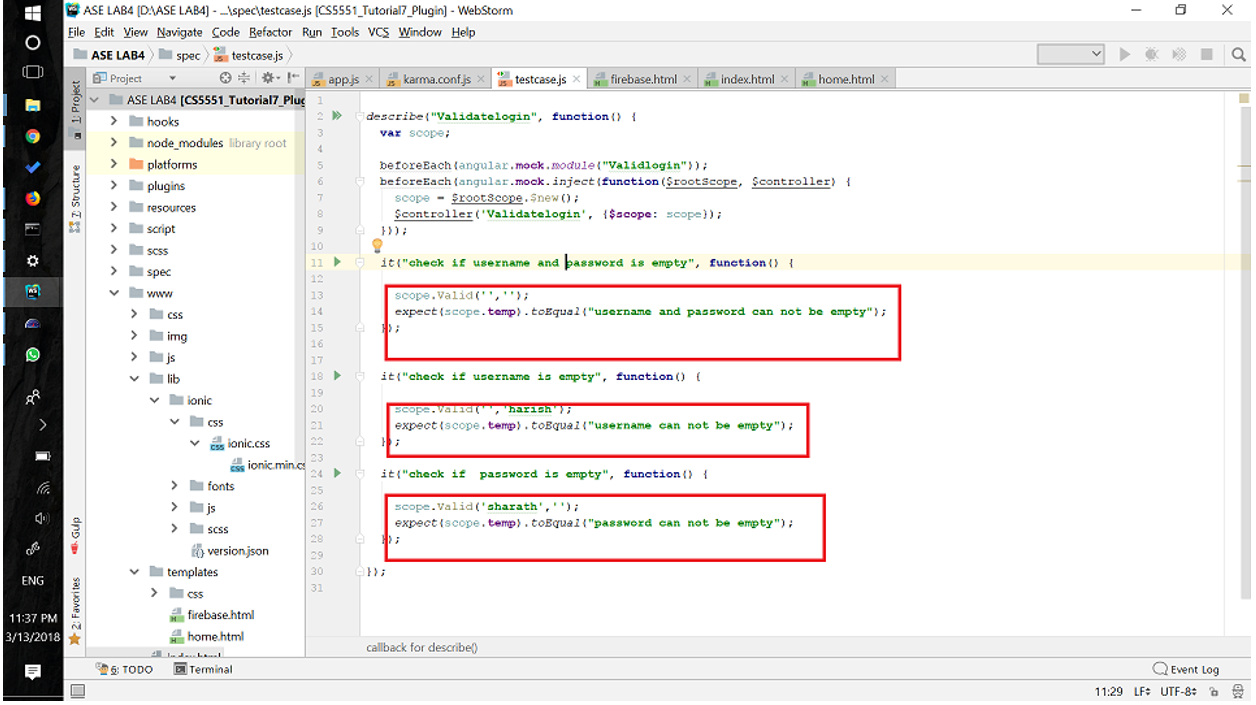 ASE LAB4 [D:\ASE LAB4] - ...\spec\testcase.js [CS5551_Tutorial7_Plugin] - WebStorm
File Edit View Navigate Code Refactor Run Tools VCS Window Help
ASE LAB4 spec testcase.js
Project
app.js karma.conf.js testcase.js firebase.html index.html home.html
1: Project
7: Structure
Gulp
2: Favorites
ASE LAB4 [CS5551_Tutorial7_Plug
hooks
node_modules library root
platforms
plugins
resources
script
scss
spec
www
css
img
js
lib
ionic
css
ionic.css
ionic.min.cs
fonts
js
scss
version.json
templates
css
firebase.html
home.html
index.html
1
2 describe("Validatelogin", function() {
3 var scope;
4
5 beforeEach(angular.mock.module("Validlogin"));
6 beforeEach(angular.mock.inject(function($rootScope, $controller) {
7 scope = $rootScope.$new();
8 $controller('Validatelogin', {$scope: scope});
9 }));
10
11 it("check if username and password is empty", function() {
12
13 scope.Valid('','');
14 expect(scope.temp).toEqual("username and password can not be empty");
15 });
16
17
18 it("check if username is empty", function() {
19
20 scope.Valid('','harish');
21 expect(scope.temp).toEqual("username can not be empty");
22 });
23
24 it("check if  password is empty", function() {
25
26 scope.Valid('sharath','');
27 expect(scope.temp).toEqual("password can not be empty");
28 });
29
30 });
31
callback for describe()
6: TODO Terminal Event Log
11:29 LF UTF-8
ENG
11:37 PM
3/13/2018